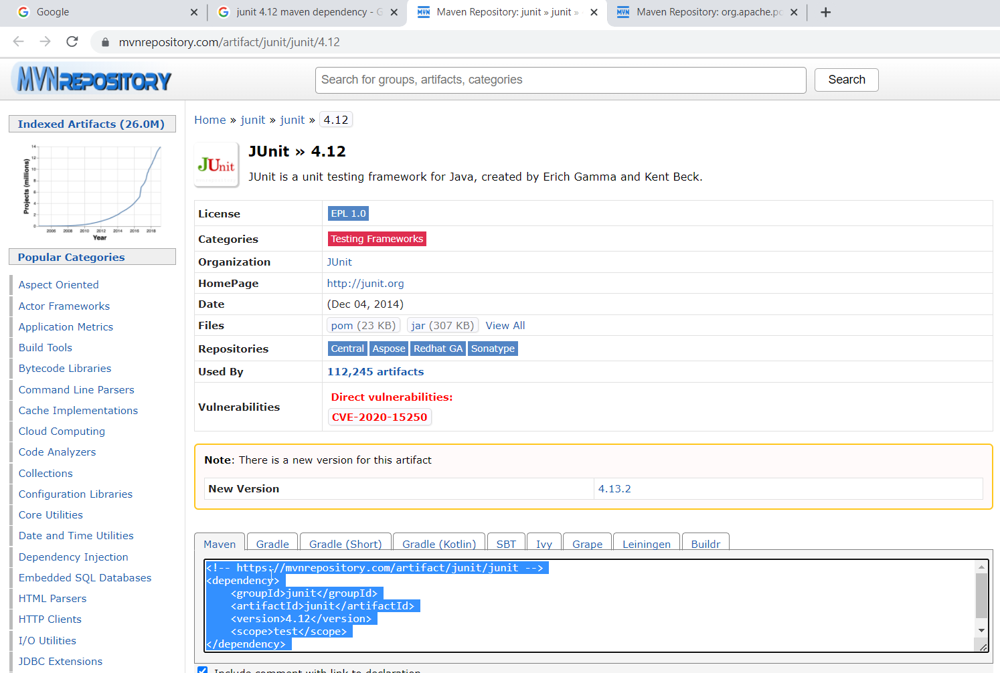 Google
junit 4.12 maven dependency - G
Maven Repository: junit » junit »
Maven Repository: org.apache.po
mvnrepository.com/artifact/junit/junit/4.12
MVNREPOSITORY
Search for groups, artifacts, categories
Search
Indexed Artifacts (26.0M)
Projects (millions)
14
12
10
8
6
4
2
0
2006 2008 2010 2012 2014 2016 2018
Year
Popular Categories
Aspect Oriented
Actor Frameworks
Application Metrics
Build Tools
Bytecode Libraries
Command Line Parsers
Cache Implementations
Cloud Computing
Code Analyzers
Collections
Configuration Libraries
Core Utilities
Date and Time Utilities
Dependency Injection
Embedded SQL Databases
HTML Parsers
HTTP Clients
I/O Utilities
JDBC Extensions
Home » junit » junit » 4.12
JUnit
JUnit » 4.12
JUnit is a unit testing framework for Java, created by Erich Gamma and Kent Beck.
License EPL 1.0
Categories Testing Frameworks
Organization JUnit
HomePage http://junit.org
Date (Dec 04, 2014)
Files pom (23 KB) jar (307 KB) View All
Repositories Central Aspose Redhat GA Sonatype
Used By 112,245 artifacts
Vulnerabilities Direct vulnerabilities:
CVE-2020-15250
Note: There is a new version for this artifact
New Version 4.13.2
Maven Gradle Gradle (Short) Gradle (Kotlin) SBT Ivy Grape Leiningen Buildr
<!-- https://mvnrepository.com/artifact/junit/junit -->
<dependency>
    <groupId>junit</groupId>
    <artifactId>junit</artifactId>
    <version>4.12</version>
    <scope>test</scope>
</dependency>
Include comment with link to declaration